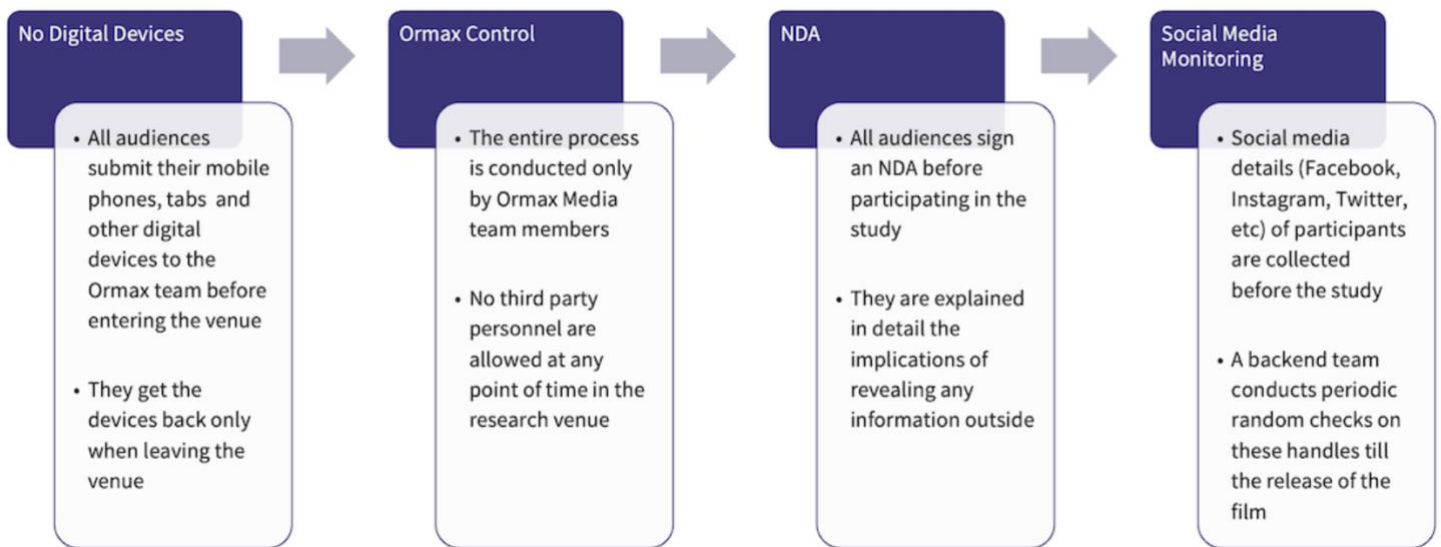 No Digital Devices
• All audiences
submit their mobile
phones, tabs and
other digital
devices to the
Ormax team before
entering the venue
• They get the
devices back only
when leaving the
venue
Ormax Control
• The entire process
is conducted only
by Ormax Media
team members
• No third party
personnel are
allowed at any
point of time in the
research venue
NDA
• All audiences sign
an NDA before
participating in the
study
• They are explained
in detail the
implications of
revealing any
information outside
Social Media
Monitoring
• Social media
details (Facebook,
Instagram, Twitter,
etc) of participants
are collected
before the study
• A backend team
conducts periodic
random checks on
these handles till
the release of the
film